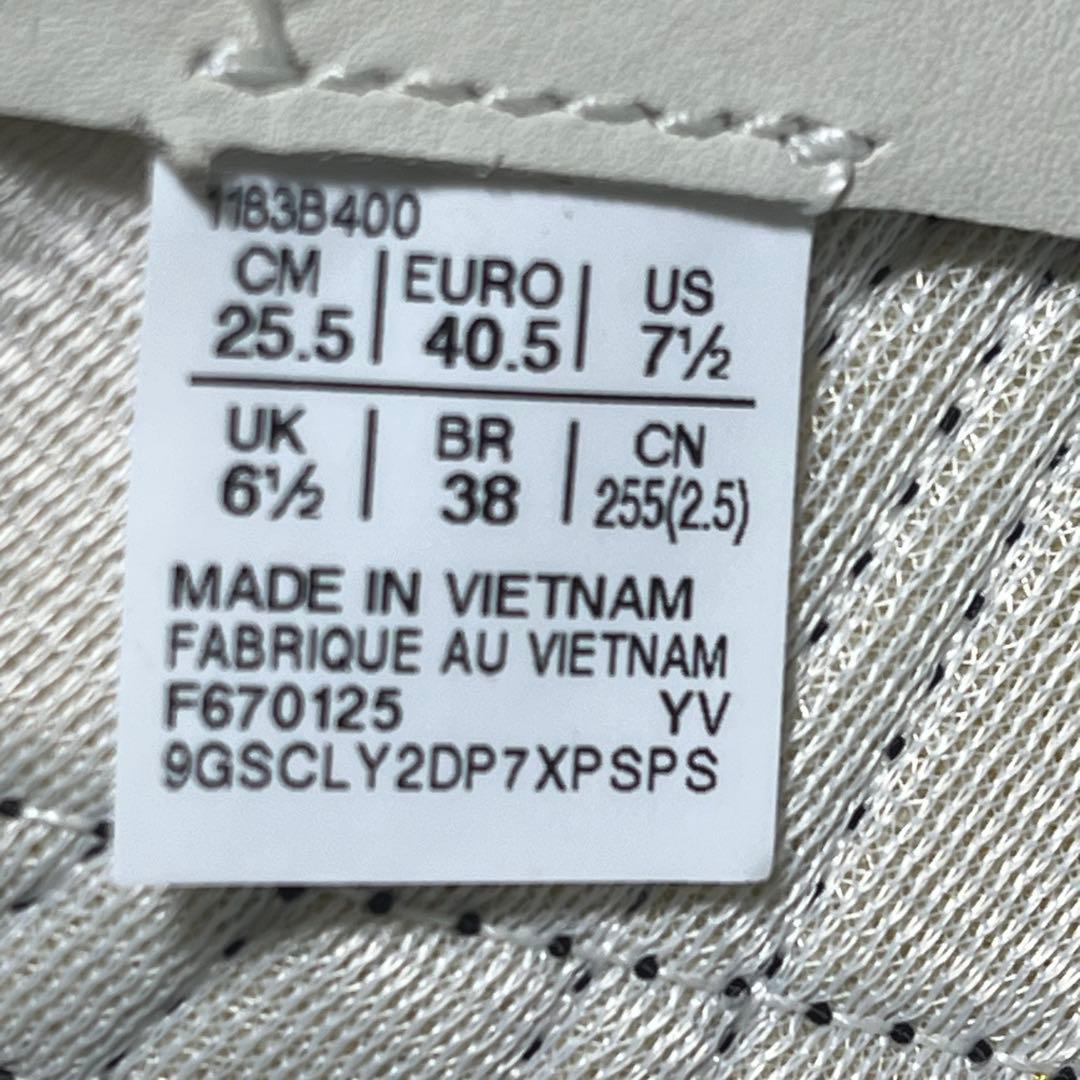 1183B400
CM | EURO | US
25.5 | 40.5 | 7½
UK | BR | CN
6½ | 38 | 255(2.5)
MADE IN VIETNAM
FABRIQUE AU VIETNAM
F670125 YV
9GSCLY2DP7XPSPS